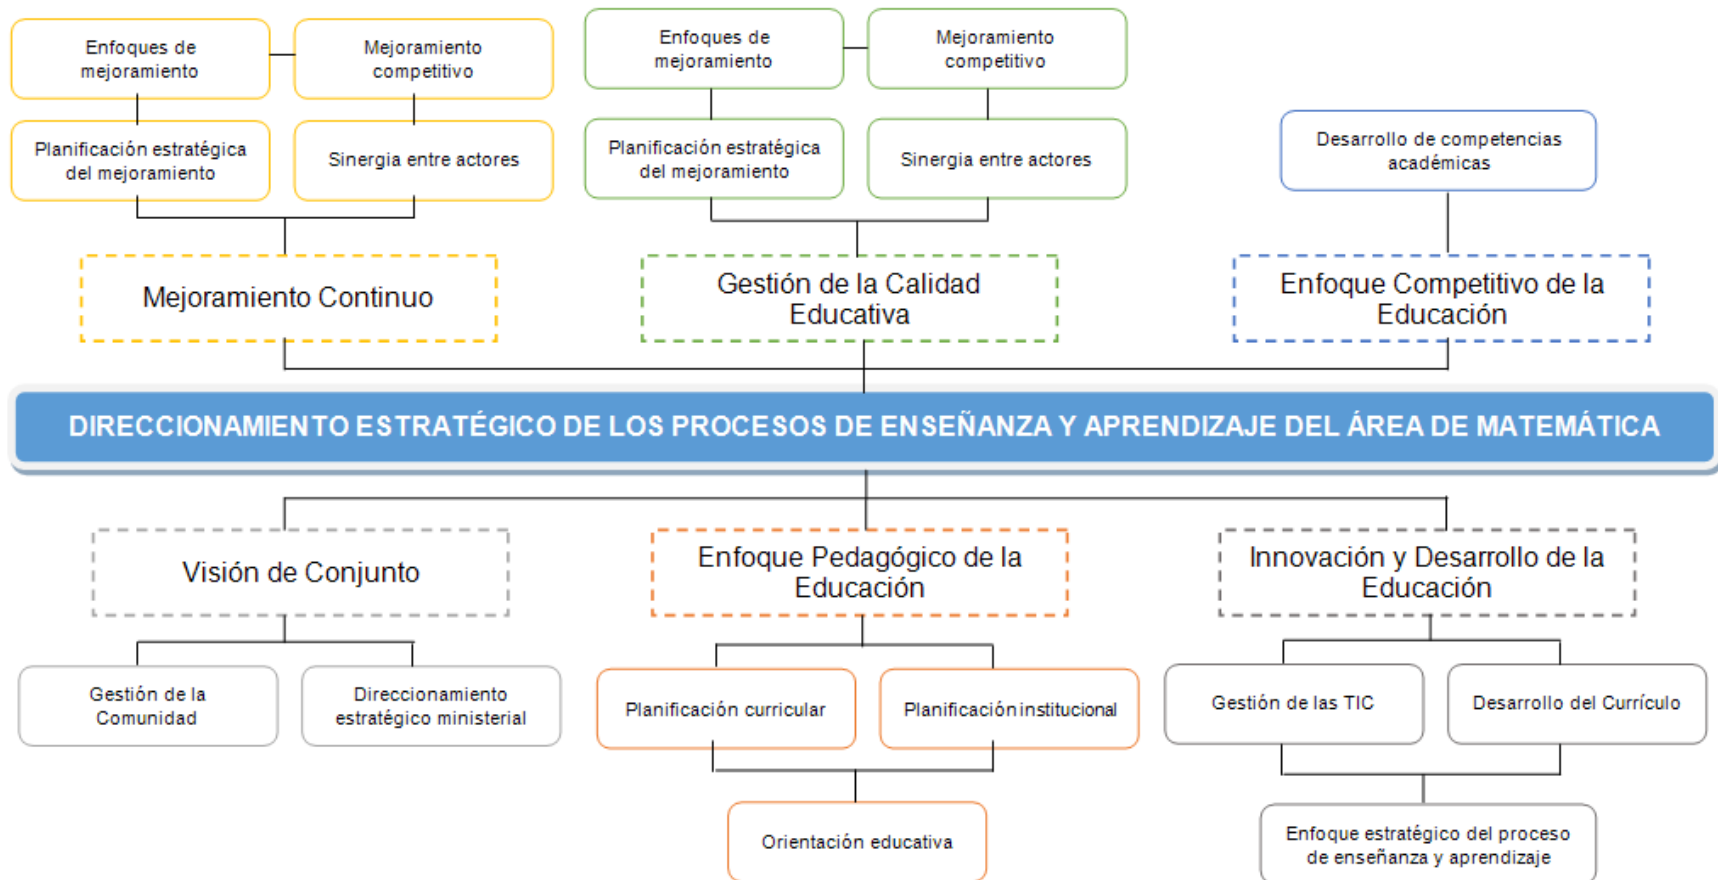 Enfoques de
mejoramiento
Mejoramiento
competitivo
Planificación estratégica
del mejoramiento
Sinergia entre actores
Mejoramiento Continuo
Enfoques de
mejoramiento
Mejoramiento
competitivo
Planificación estratégica
del mejoramiento
Sinergia entre actores
Gestión de la Calidad
Educativa
Desarrollo de competencias
académicas
Enfoque Competitivo de la
Educación
DIRECCIONAMIENTO ESTRATÉGICO DE LOS PROCESOS DE ENSEÑANZA Y APRENDIZAJE DEL ÁREA DE MATEMÁTICA
Visión de Conjunto
Gestión de la
Comunidad
Direccionamiento
estratégico ministerial
Enfoque Pedagógico de la
Educación
Planificación curricular
Planificación institucional
Orientación educativa
Innovación y Desarrollo de la
Educación
Gestión de las TIC
Desarrollo del Currículo
Enfoque estratégico del proceso
de enseñanza y aprendizaje